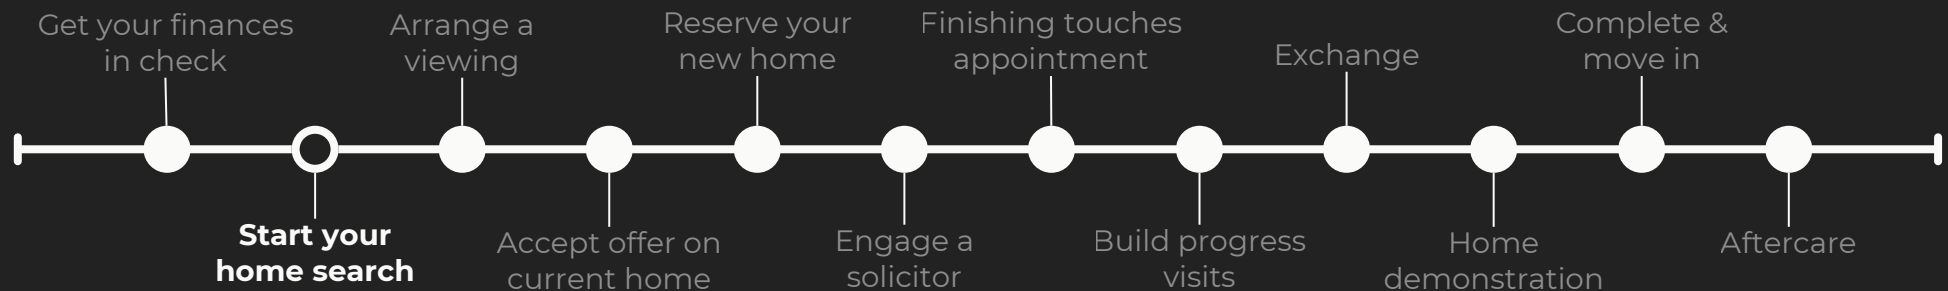 Get your finances
in check
Start your
home search
Arrange a
viewing
Accept offer on
current home
Reserve your
new home
Engage a
solicitor
Finishing touches
appointment
Build progress
visits
Exchange
Home
demonstration
Complete &
move in
Aftercare